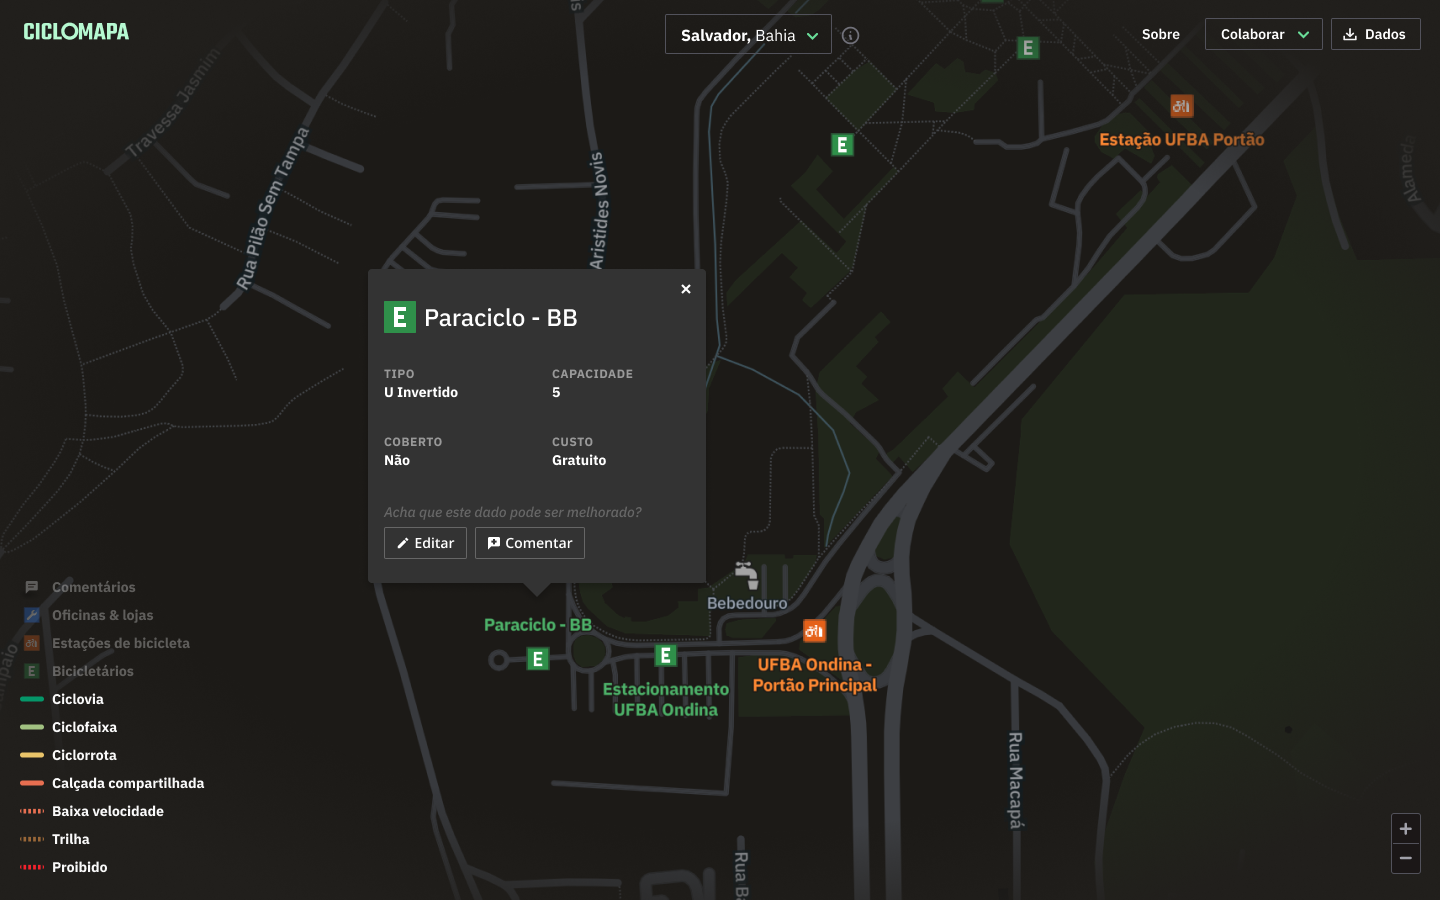 CICLOMAPA
Salvador, Bahia
Sobre
Colaborar
Dados
Travessa Jasmim
Rua Pilão Sem Tampa
Aristides Novis
E
E
Estação UFBA Portão
E Paraciclo - BB
TIPO
U Invertido
CAPACIDADE
5
COBERTO
Não
CUSTO
Gratuito
Acha que este dado pode ser melhorado?
Editar
Comentar
Bebedouro
Paraciclo - BB
E
E
Estacionamento
UFBA Ondina
UFBA Ondina -
Portão Principal
Rua Macapá
Comentários
Oficinas & lojas
Estações de bicicleta
E Bicicletários
Ciclovia
Ciclofaixa
Ciclorrota
Calçada compartilhada
Baixa velocidade
Trilha
Proibido
+
−